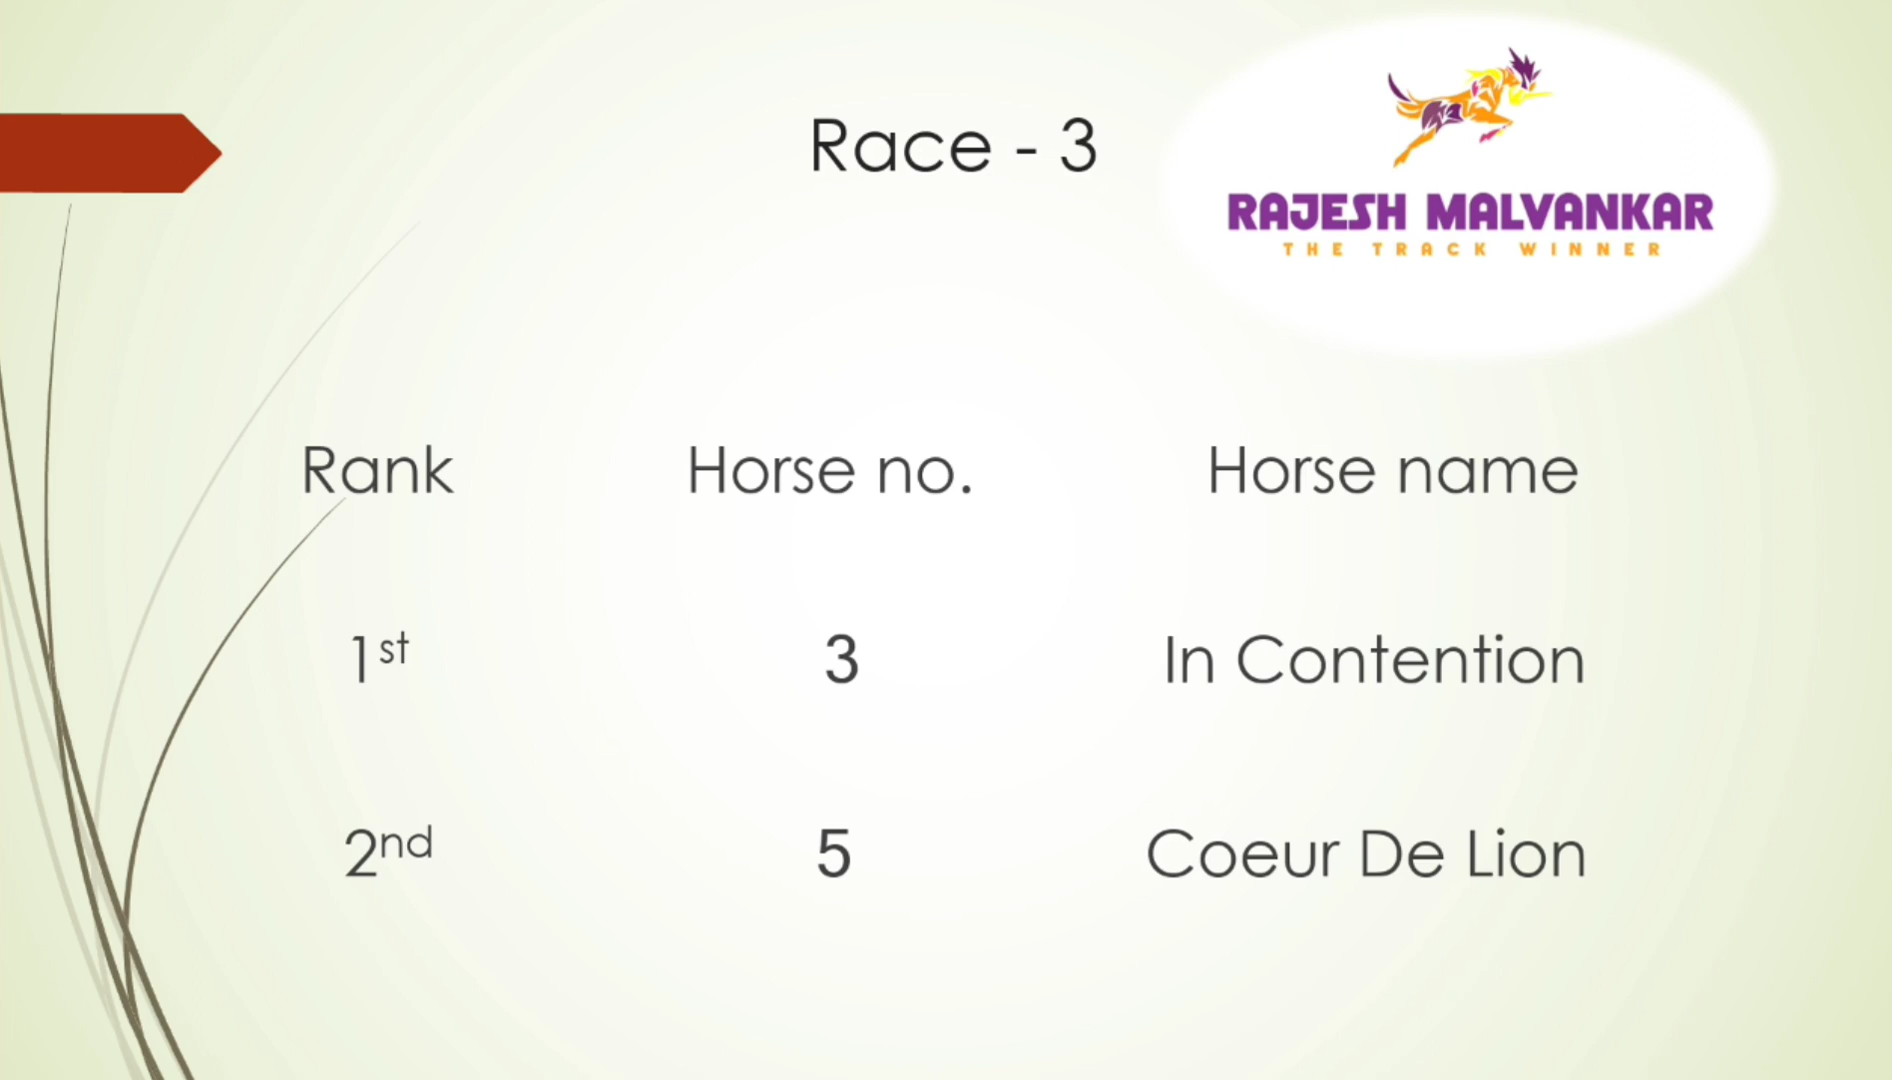 Race - 3
RAJESH MALVANKAR
THE TRACK WINNER
Rank Horse no. Horse name
1st 3 In Contention
2nd 5 Coeur De Lion